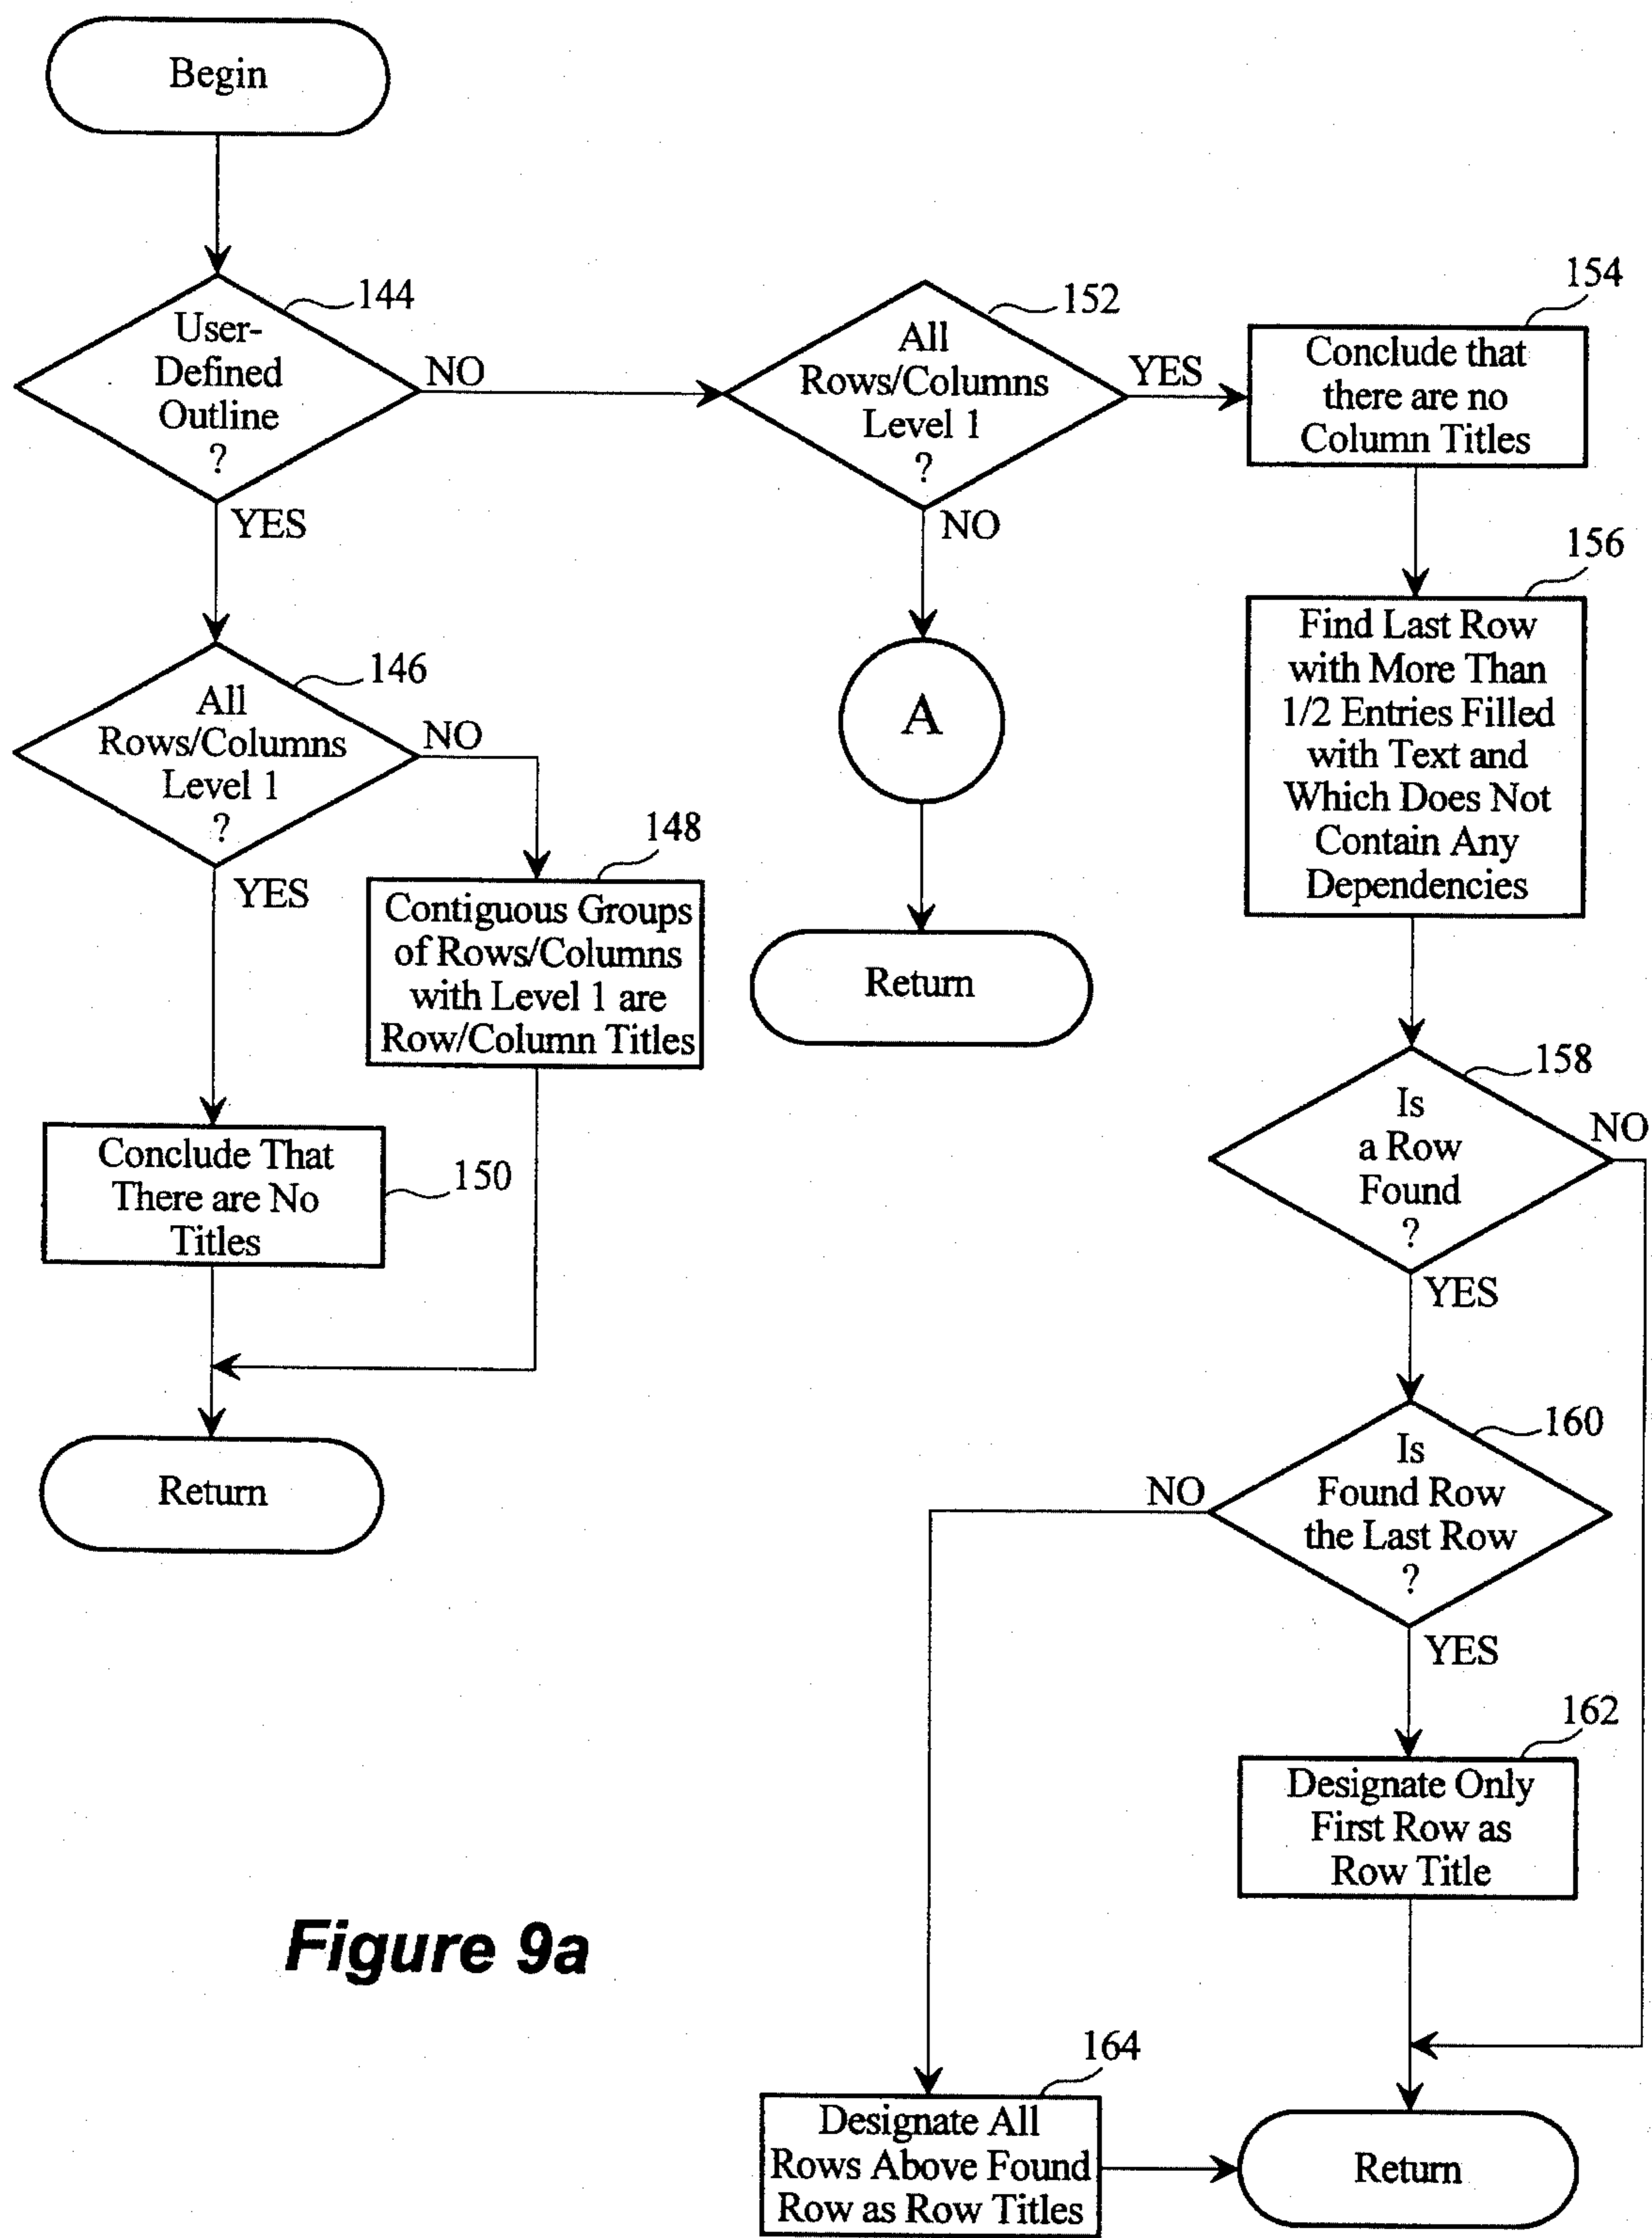 Begin
144
User-
Defined
Outline
?
NO
YES
152
All
Rows/Columns
Level 1
?
YES
NO
154
Conclude that
there are no
Column Titles
156
Find Last Row
with More Than
1/2 Entries Filled
with Text and
Which Does Not
Contain Any
Dependencies
146
All
Rows/Columns
Level 1
?
NO
YES
148
Contiguous Groups
of Rows/Columns
with Level 1 are
Row/Column Titles
A
Return
150
Conclude That
There are No
Titles
Return
158
Is
a Row
Found
?
NO
YES
160
Is
Found Row
the Last Row
?
NO
YES
162
Designate Only
First Row as
Row Title
164
Designate All
Rows Above Found
Row as Row Titles
Return
Figure 9a